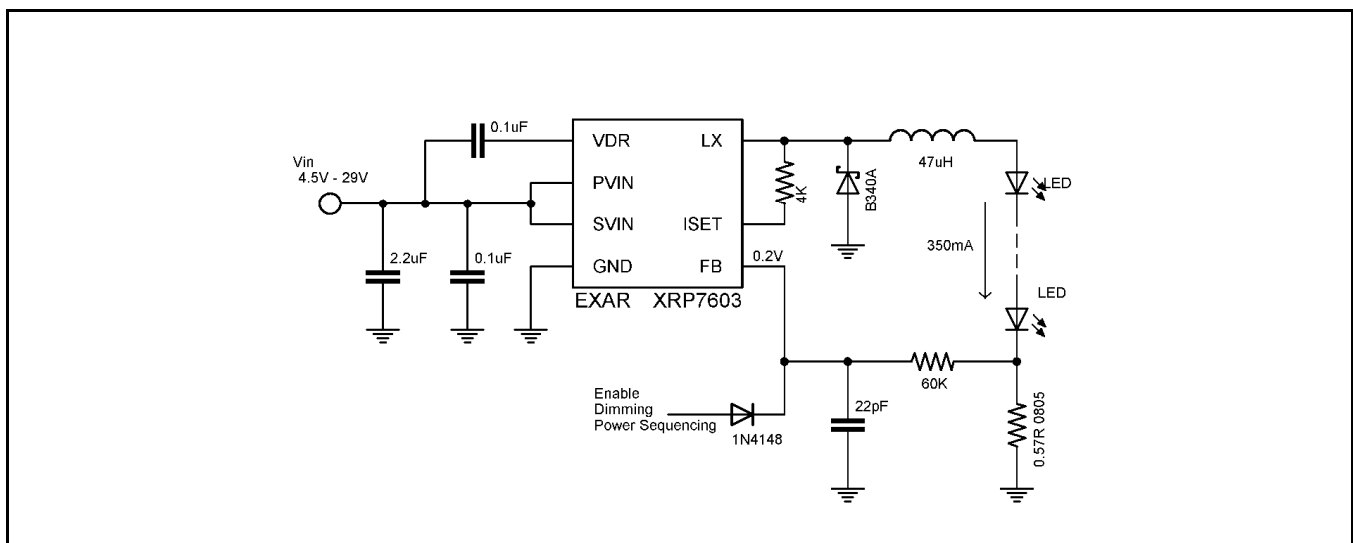 0.1uF
Vin
4.5V - 29V
VDR
LX
PVIN
SVIN
ISET
GND
FB
0.2V
EXAR XRP7603
2.2uF
0.1uF
4K
B340A
47uH
LED
350mA
LED
60K
22pF
0.57R 0805
Enable
Dimming
Power Sequencing
1N4148